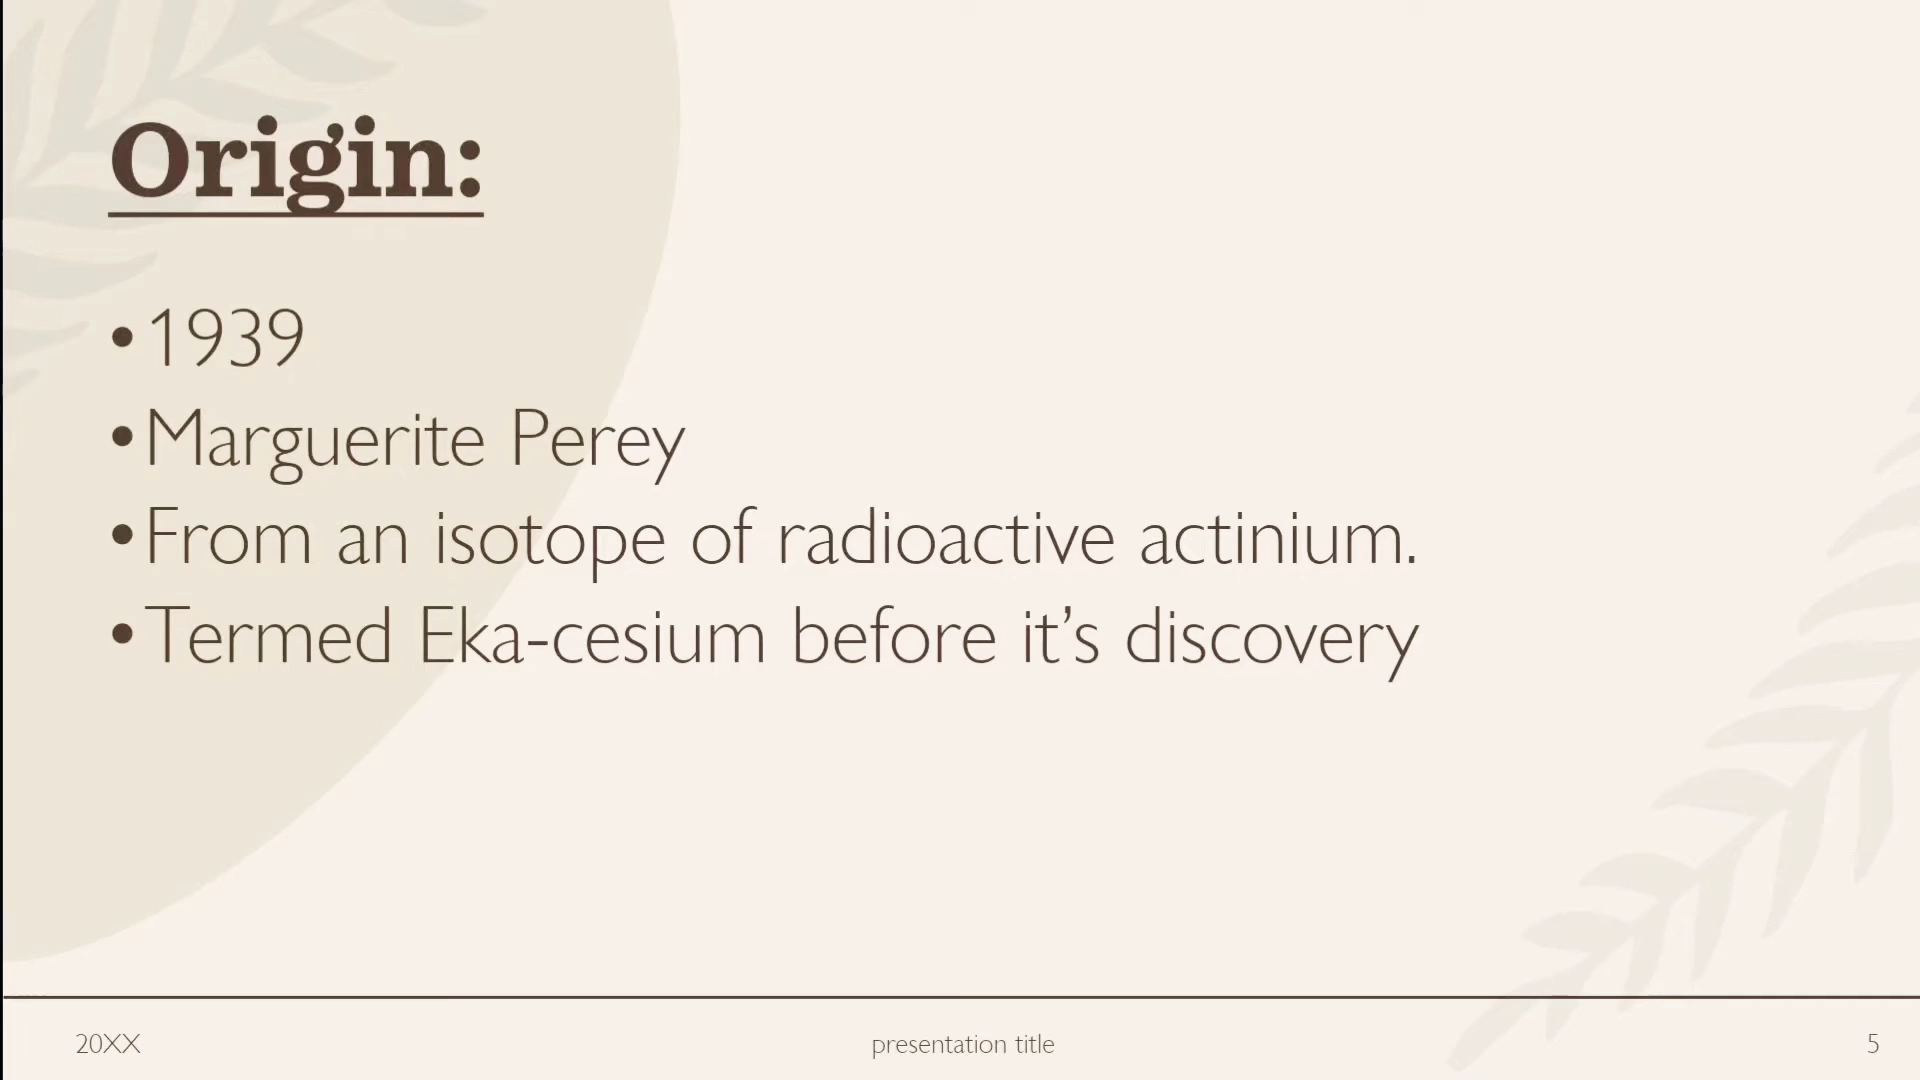 Origin:
•1939
•Marguerite Perey
•From an isotope of radioactive actinium.
•Termed Eka-cesium before it’s discovery
20XX
presentation title
5